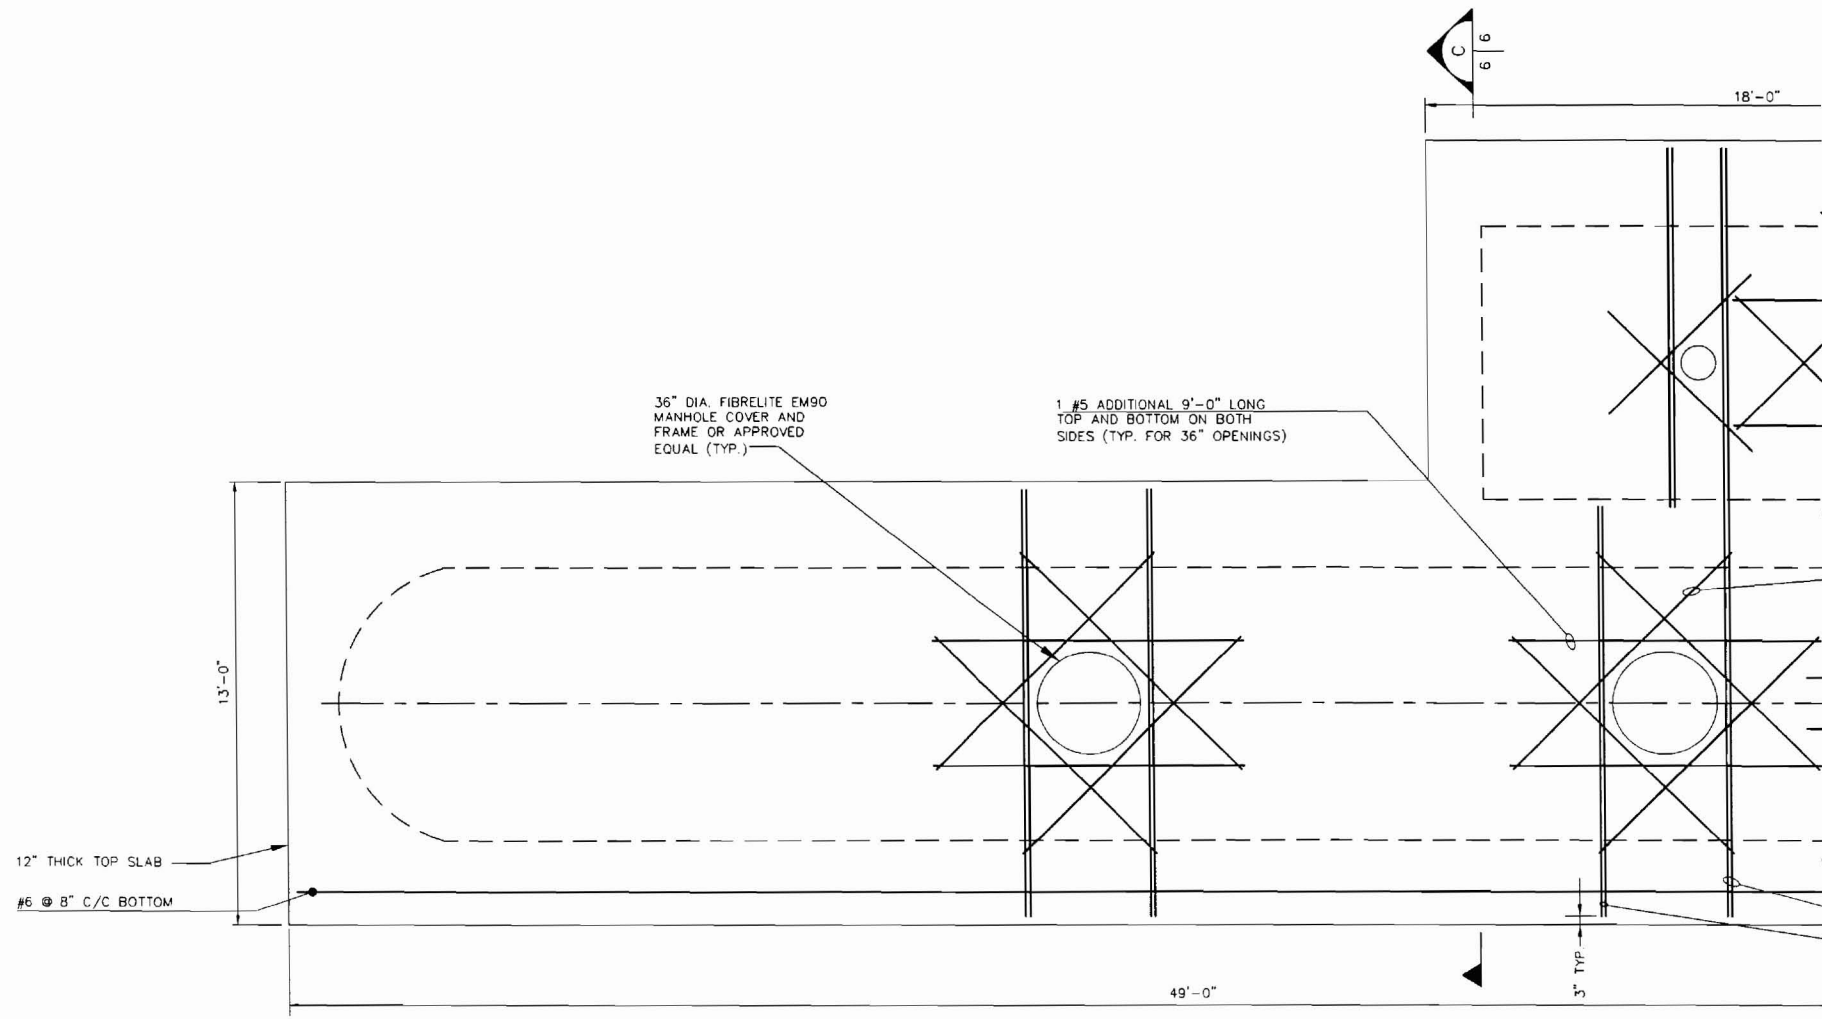 C
6 6
6 9
18'-0"
36" DIA. FIBRELITE EM90
MANHOLE COVER AND
FRAME OR APPROVED
EQUAL (TYP.)
1 #5 ADDITIONAL 9'-0" LONG
TOP AND BOTTOM ON BOTH
SIDES (TYP. FOR 36" OPENINGS)
13'-0"
12" THICK TOP SLAB
#6 @ 8" C/C BOTTOM
3" TYP.
49'-0"